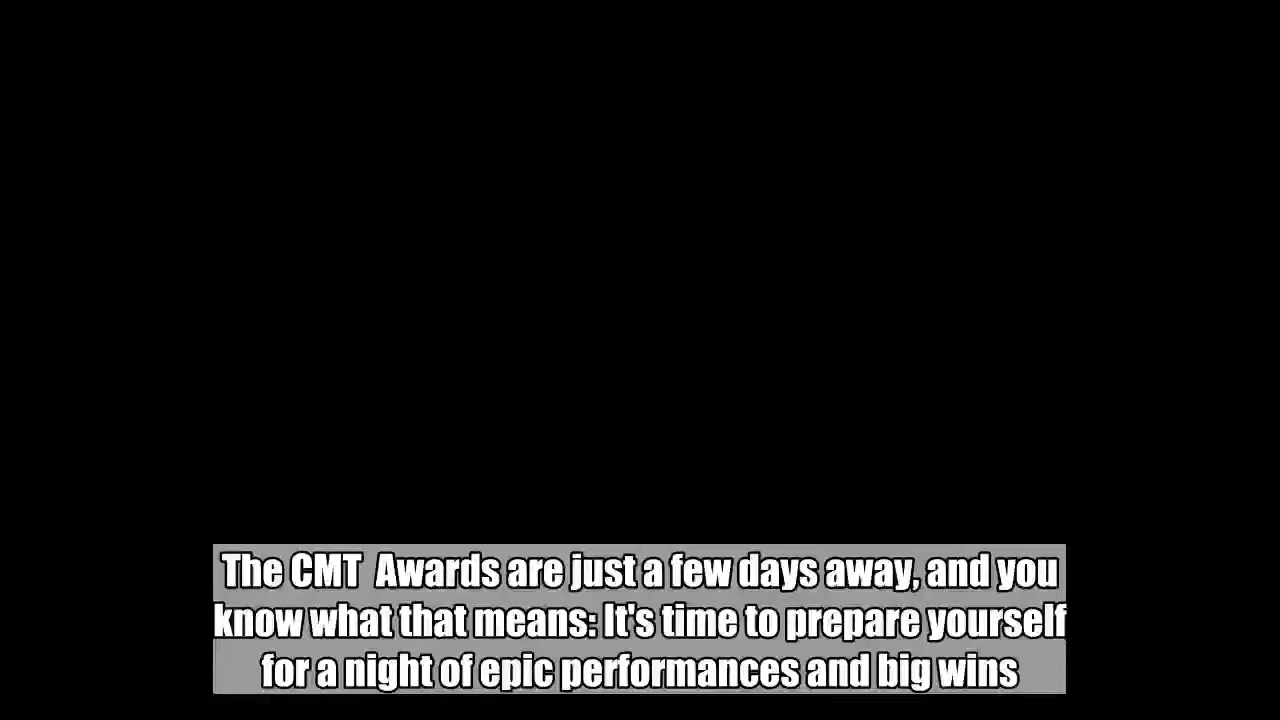 The CMT  Awards are just a few days away, and you
know what that means: It's time to prepare yourself
for a night of epic performances and big wins